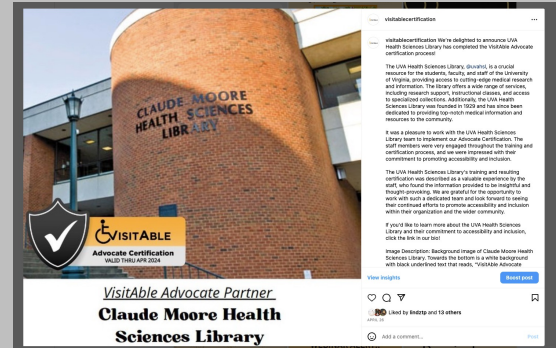 CLAUDE MOORE
HEALTH SCIENCES
LIBRARY
VISITABLE
Advocate Certification
VALID THRU APR 2024
VisitAble Advocate Partner
Claude Moore Health
Sciences Library
visitablecertification
visitablecertification We're delighted to announce UVA
Health Sciences Library has completed the VisitAble Advocate
certification process!
The UVA Health Sciences Library, @uvahsl, is a crucial
resource for the students, faculty, and staff of the University
of Virginia, providing access to cutting-edge medical research
and information. The library offers a wide range of services,
including research support, instructional classes, and access
to specialized collections. Additionally, the UVA Health
Sciences Library was founded in 1929 and has since been
dedicated to providing top-notch medical information and
resources to the community.
It was a pleasure to work with the UVA Health Sciences
Library team to implement our Advocate Certification. The
staff members were very engaged throughout the training and
certification process, and we were impressed with their
commitment to promoting accessibility and inclusion.
The UVA Health Sciences Library's training and resulting
certification was described as a valuable experience by the
staff, who found the information provided to be insightful and
thought-provoking. We are grateful for the opportunity to
work with such a dedicated team and look forward to seeing
their continued efforts to promote accessibility and inclusion
within their organization and the wider community.
If you'd like to learn more about the UVA Health Sciences
Library and their commitment to accessibility and inclusion,
click the link in our bio!
Image Description: Background image of Claude Moore Health
Sciences Library. Towards the bottom is a white background
with black underlined text that reads, "VisitAble Advocate
View insights
Boost post
Liked by lindztp and 13 others
APRIL 26
Add a comment...
Post